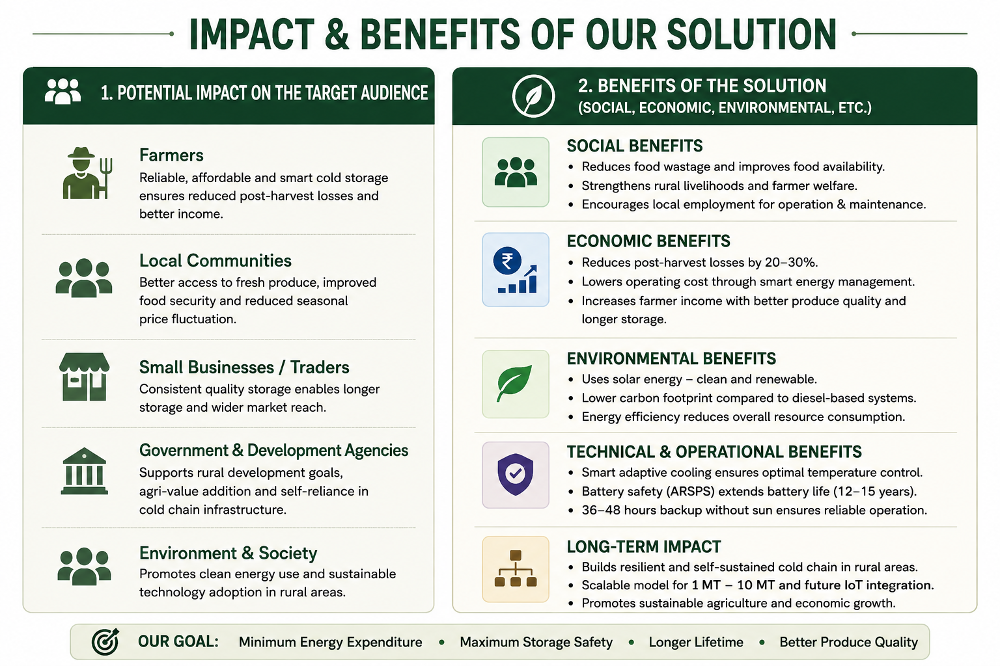 IMPACT & BENEFITS OF OUR SOLUTION
1. POTENTIAL IMPACT ON THE TARGET AUDIENCE
Farmers
Reliable, affordable and smart cold storage
ensures reduced post-harvest losses and
better income.
Local Communities
Better access to fresh produce, improved
food security and reduced seasonal
price fluctuation.
Small Businesses / Traders
Consistent quality storage enables longer
storage and wider market reach.
Government & Development Agencies
Supports rural development goals,
agri-value addition and self-reliance in
cold chain infrastructure.
Environment & Society
Promotes clean energy use and sustainable
technology adoption in rural areas.
2. BENEFITS OF THE SOLUTION
(SOCIAL, ECONOMIC, ENVIRONMENTAL, ETC.)
SOCIAL BENEFITS
• Reduces food wastage and improves food availability.
• Strengthens rural livelihoods and farmer welfare.
• Encourages local employment for operation & maintenance.
₹
ECONOMIC BENEFITS
• Reduces post-harvest losses by 20–30%.
• Lowers operating cost through smart energy management.
• Increases farmer income with better produce quality and
longer storage.
ENVIRONMENTAL BENEFITS
• Uses solar energy – clean and renewable.
• Lower carbon footprint compared to diesel-based systems.
• Energy efficiency reduces overall resource consumption.
TECHNICAL & OPERATIONAL BENEFITS
• Smart adaptive cooling ensures optimal temperature control.
• Battery safety (ARSPS) extends battery life (12–15 years).
• 36–48 hours backup without sun ensures reliable operation.
LONG-TERM IMPACT
• Builds resilient and self-sustained cold chain in rural areas.
• Scalable model for 1 MT – 10 MT and future IoT integration.
• Promotes sustainable agriculture and economic growth.
OUR GOAL: Minimum Energy Expenditure • Maximum Storage Safety • Longer Lifetime • Better Produce Quality